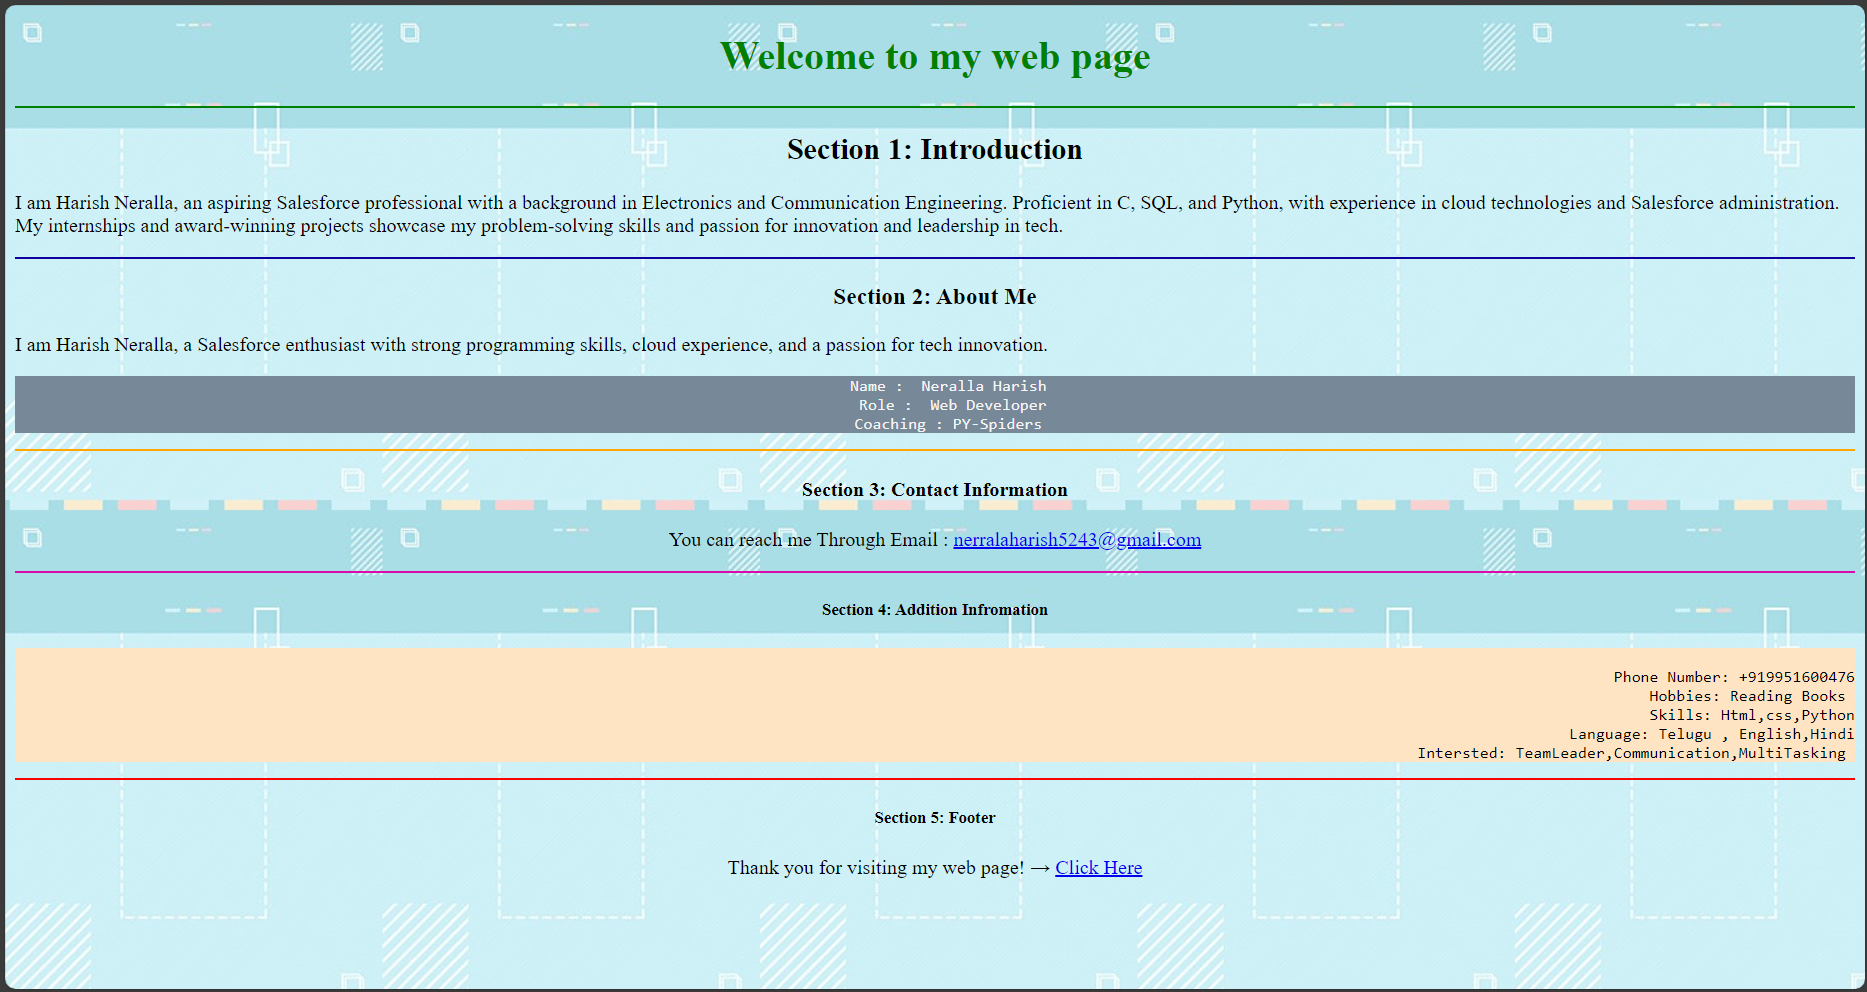 Welcome to my web page
Section 1: Introduction
I am Harish Neralla, an aspiring Salesforce professional with a background in Electronics and Communication Engineering. Proficient in C, SQL, and Python, with experience in cloud technologies and Salesforce administration.
My internships and award-winning projects showcase my problem-solving skills and passion for innovation and leadership in tech.
Section 2: About Me
I am Harish Neralla, a Salesforce enthusiast with strong programming skills, cloud experience, and a passion for tech innovation.
Name :  Neralla Harish
Role :  Web Developer
Coaching : PY-Spiders
Section 3: Contact Information
You can reach me Through Email : nerralaharish5243@gmail.com
Section 4: Addition Infromation
Phone Number: +919951600476
Hobbies: Reading Books
Skills: Html,css,Python
Language: Telugu , English,Hindi
Intersted: TeamLeader,Communication,MultiTasking
Section 5: Footer
Thank you for visiting my web page! → Click Here